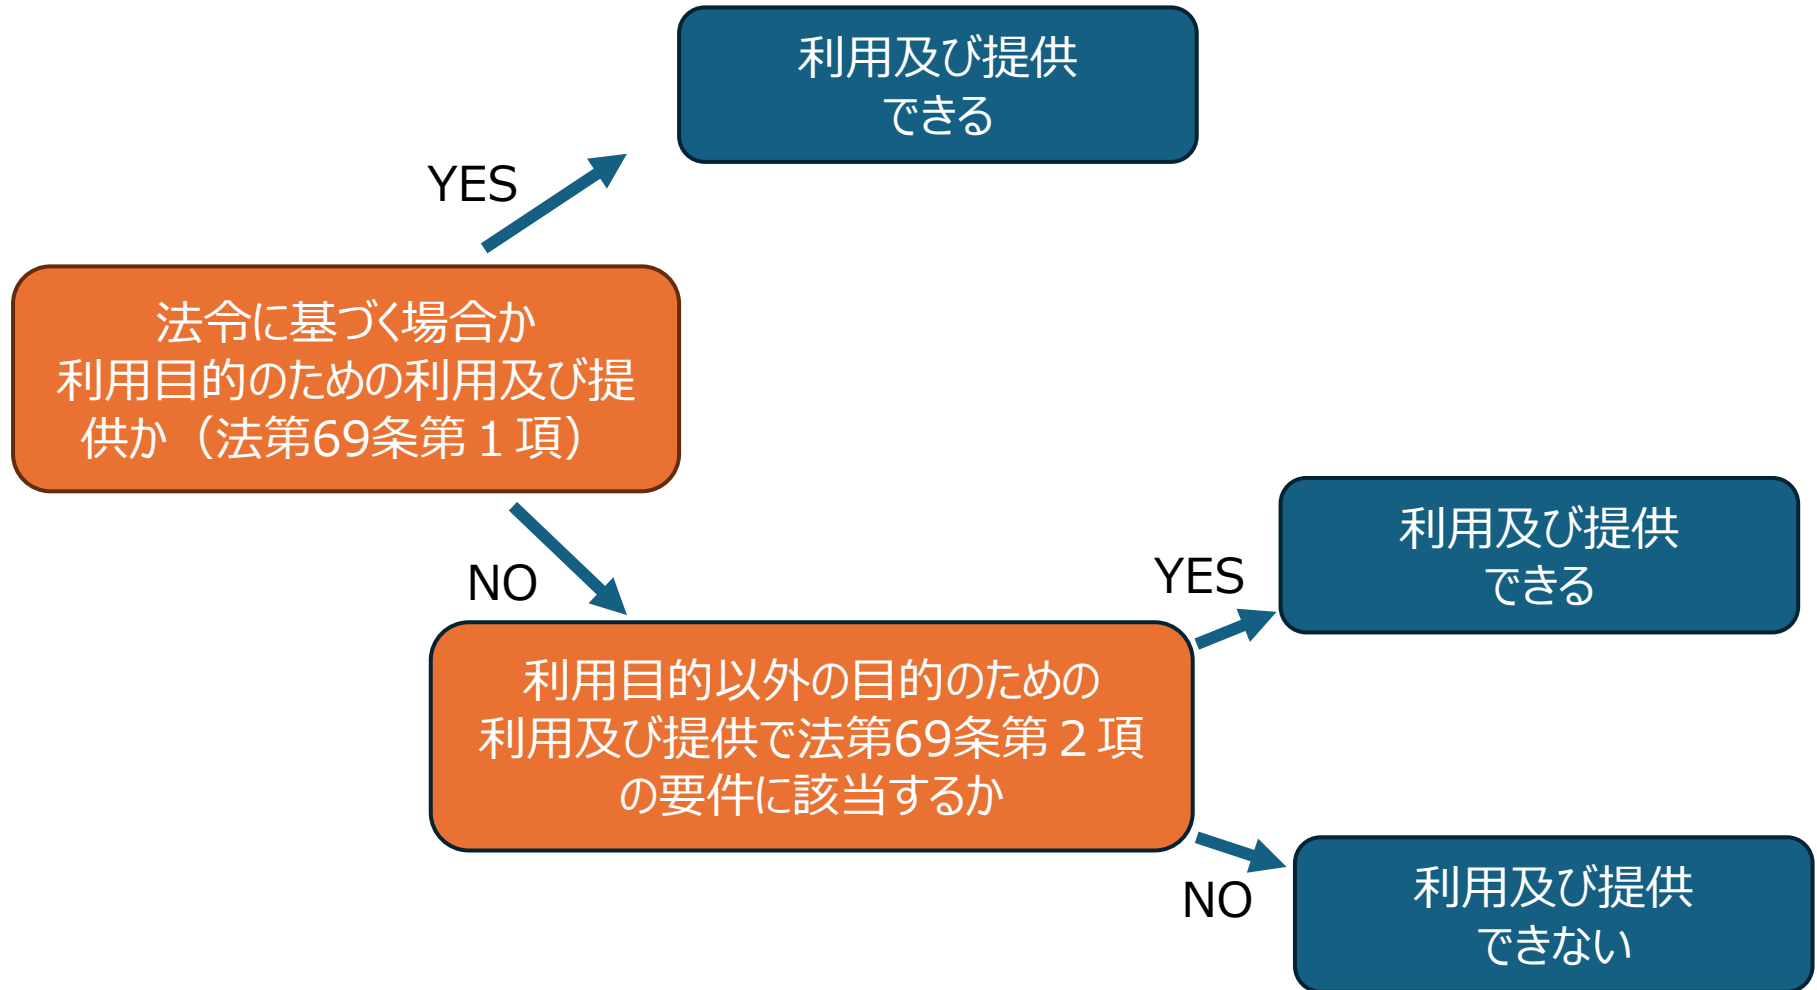 利用及び提供
できる
YES
法令に基づく場合か
利用目的のための利用及び提
供か（法第69条第１項）
NO
利用目的以外の目的のための
利用及び提供で法第69条第２項
の要件に該当するか
YES
利用及び提供
できる
NO
利用及び提供
できない